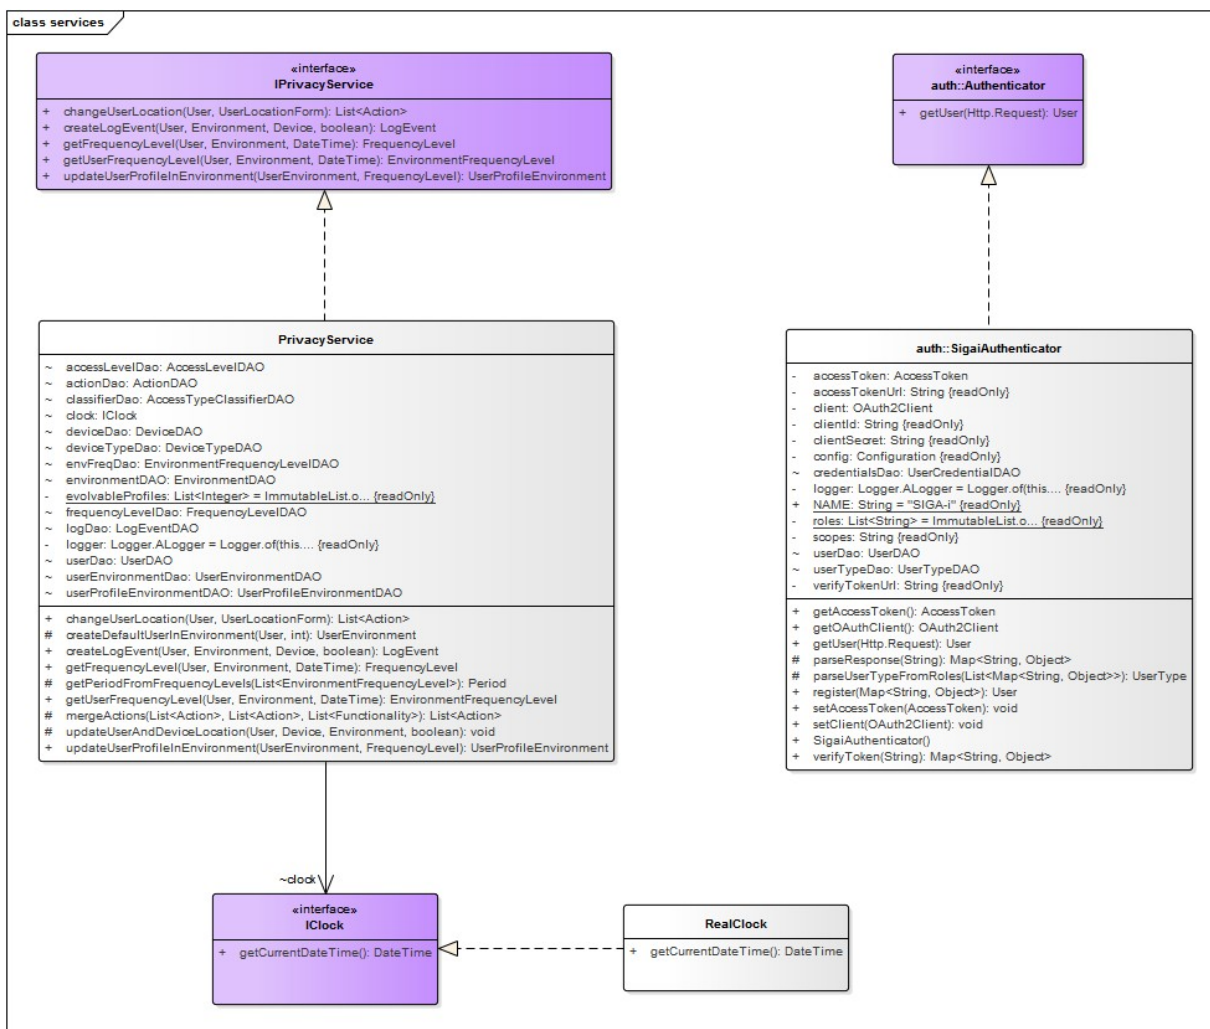 class services
«interface»
IPrivacyService
+ changeUserLocation(User, UserLocationForm): List<Action>
+ createLogEvent(User, Environment, Device, boolean): LogEvent
+ getFrequencyLevel(User, Environment, DateTime): FrequencyLevel
+ getUserFrequencyLevel(User, Environment, DateTime): EnvironmentFrequencyLevel
+ updateUserProfileInEnvironment(UserEnvironment, FrequencyLevel): UserProfileEnvironment
«interface»
auth::Authenticator
+ getUser(Http.Request): User
PrivacyService
~ accessLevelDao: AccessLevelDAO
~ actionDao: ActionDAO
~ classifierDao: AccessTypeClassifierDAO
~ clock: IClock
~ deviceDao: DeviceDAO
~ deviceTypeDao: DeviceTypeDAO
~ envFreqDao: EnvironmentFrequencyLevelDAO
~ environmentDAO: EnvironmentDAO
- evolvableProfiles: List<Integer> = ImmutableList.o... {readOnly}
~ frequencyLevelDao: FrequencyLevelDAO
~ logDao: LogEventDAO
- logger: Logger.ALogger = Logger.of(this.... {readOnly}
~ userDao: UserDAO
~ userEnvironmentDao: UserEnvironmentDAO
~ userProfileEnvironmentDAO: UserProfileEnvironmentDAO
+ changeUserLocation(User, UserLocationForm): List<Action>
# createDefaultUserInEnvironment(User, int): UserEnvironment
+ createLogEvent(User, Environment, Device, boolean): LogEvent
+ getFrequencyLevel(User, Environment, DateTime): FrequencyLevel
# getPeriodFromFrequencyLevels(List<EnvironmentFrequencyLevel>): Period
+ getUserFrequencyLevel(User, Environment, DateTime): EnvironmentFrequencyLevel
# mergeActions(List<Action>, List<Action>, List<Functionality>): List<Action>
# updateUserAndDeviceLocation(User, Device, Environment, boolean): void
+ updateUserProfileInEnvironment(UserEnvironment, FrequencyLevel): UserProfileEnvironment
auth::SigaiAuthenticator
- accessToken: AccessToken
- accessTokenUrl: String {readOnly}
- client: OAuth2Client
- clientId: String {readOnly}
- clientSecret: String {readOnly}
- config: Configuration {readOnly}
~ credentialsDao: UserCredentialDAO
- logger: Logger.ALogger = Logger.of(this.... {readOnly}
+ NAME: String = "SIGA-i" {readOnly}
- roles: List<String> = ImmutableList.o... {readOnly}
- scopes: String {readOnly}
~ userDao: UserDAO
~ userTypeDao: UserTypeDAO
- verifyTokenUrl: String {readOnly}
+ getAccessToken(): AccessToken
+ getOAuthClient(): OAuth2Client
+ getUser(Http.Request): User
# parseResponse(String): Map<String, Object>
# parseUserTypeFromRoles(List<Map<String, Object>>): UserType
+ register(Map<String, Object>): User
+ setAccessToken(AccessToken): void
+ setClient(OAuth2Client): void
+ SigaiAuthenticator()
+ verifyToken(String): Map<String, Object>
~clock
«interface»
IClock
+ getCurrentDateTime(): DateTime
RealClock
+ getCurrentDateTime(): DateTime